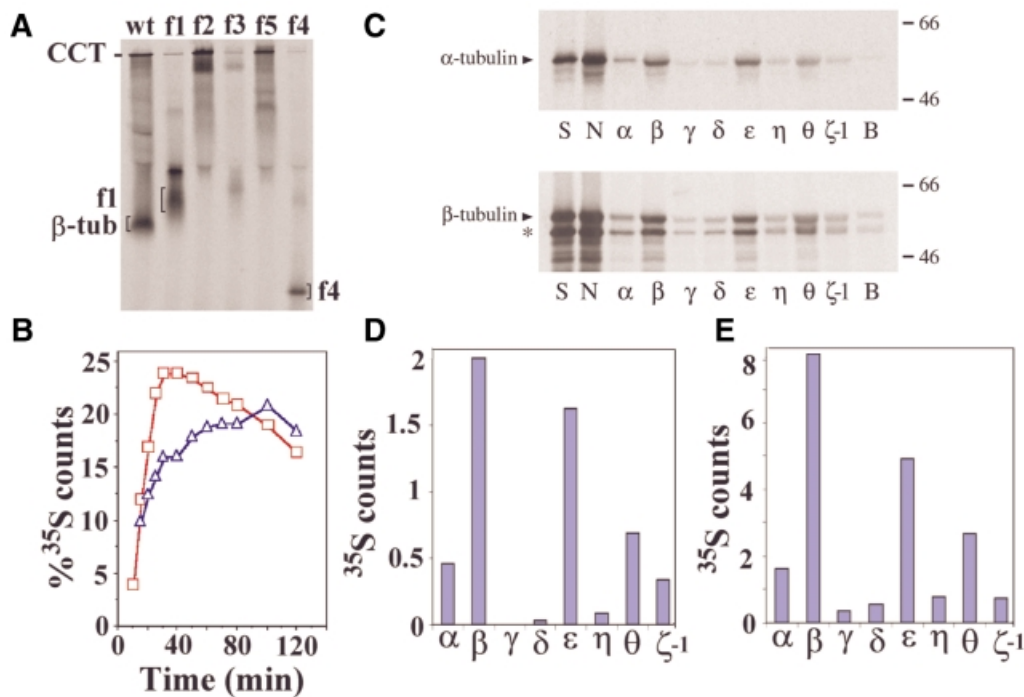 A
wt f1 f2 f3 f5 f4
CCT
f1
β-tub
f4
C
66
α-tubulin
46
S N α β γ δ ε η θ ζ-1 B
66
β-tubulin
*
46
S N α β γ δ ε η θ ζ-1 B
B
%35S counts
25
20
15
10
5
0
0 40 80 120
Time (min)
D
35S counts
2
1.5
1
0.5
0
α β γ δ ε η θ ζ-1
E
35S counts
8
6
4
2
0
α β γ δ ε η θ ζ-1